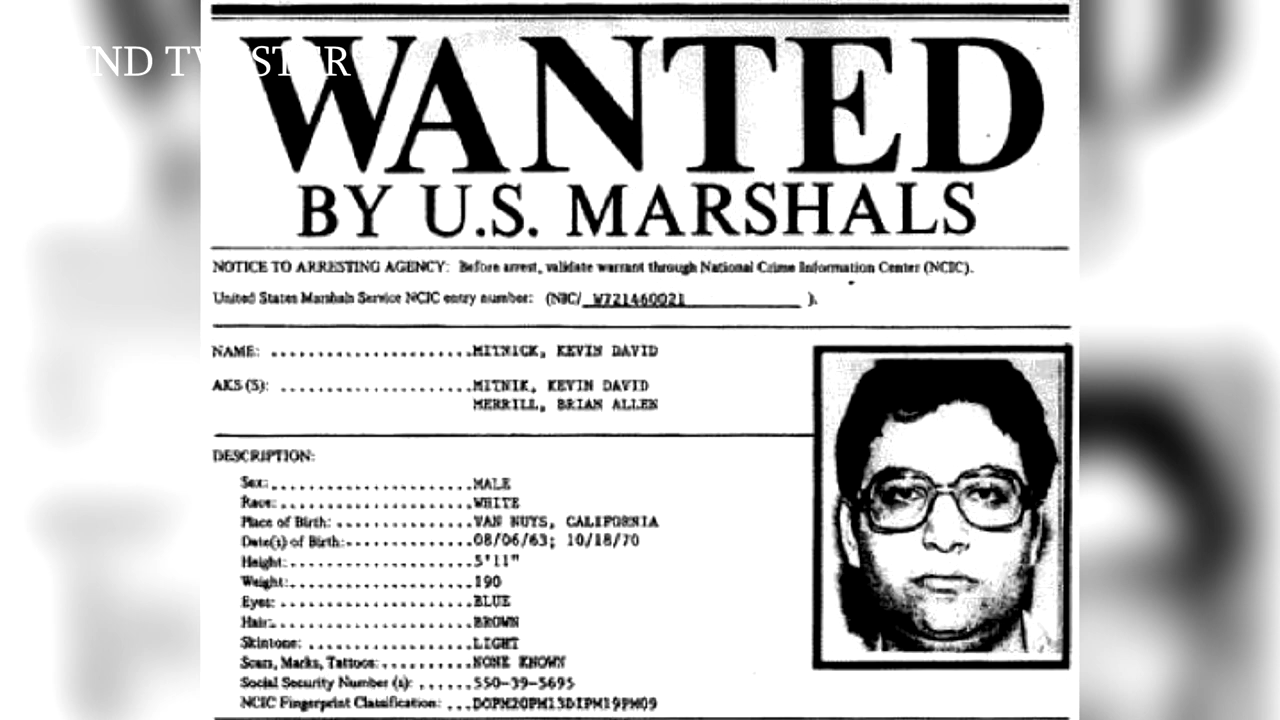 WANTED
BY U.S. MARSHALS
NOTICE TO ARRESTING AGENCY: Before arrest, validate warrant through National Crime Information Center (NCIC).
United States Marshals Service NCIC entry number: (NIC/ W721460021 ).
NAME: ......................MITNICK, KEVIN DAVID
AKS (S): .....................MITNIK, KEVIN DAVID
MERRILL, BRIAN ALLEN
DESCRIPTION:
Sex:.........................MALE
Race:.........................WHITE
Place of Birth: ...............VAN NUYS, CALIFORNIA
Date(s) of Birth:..............08/06/63; 10/18/70
Height:......................5'11"
Weight:......................190
Eyes: .......................BLUE
Hair:........................BROWN
Skintone: ....................LIGHT
Scars, Marks, Tattoos:..........NONE KNOWN
Social Security Number (s): ......550-39-5695
NCIC Fingerprint Classification: ...DOPM20PM13DIPM19PM09